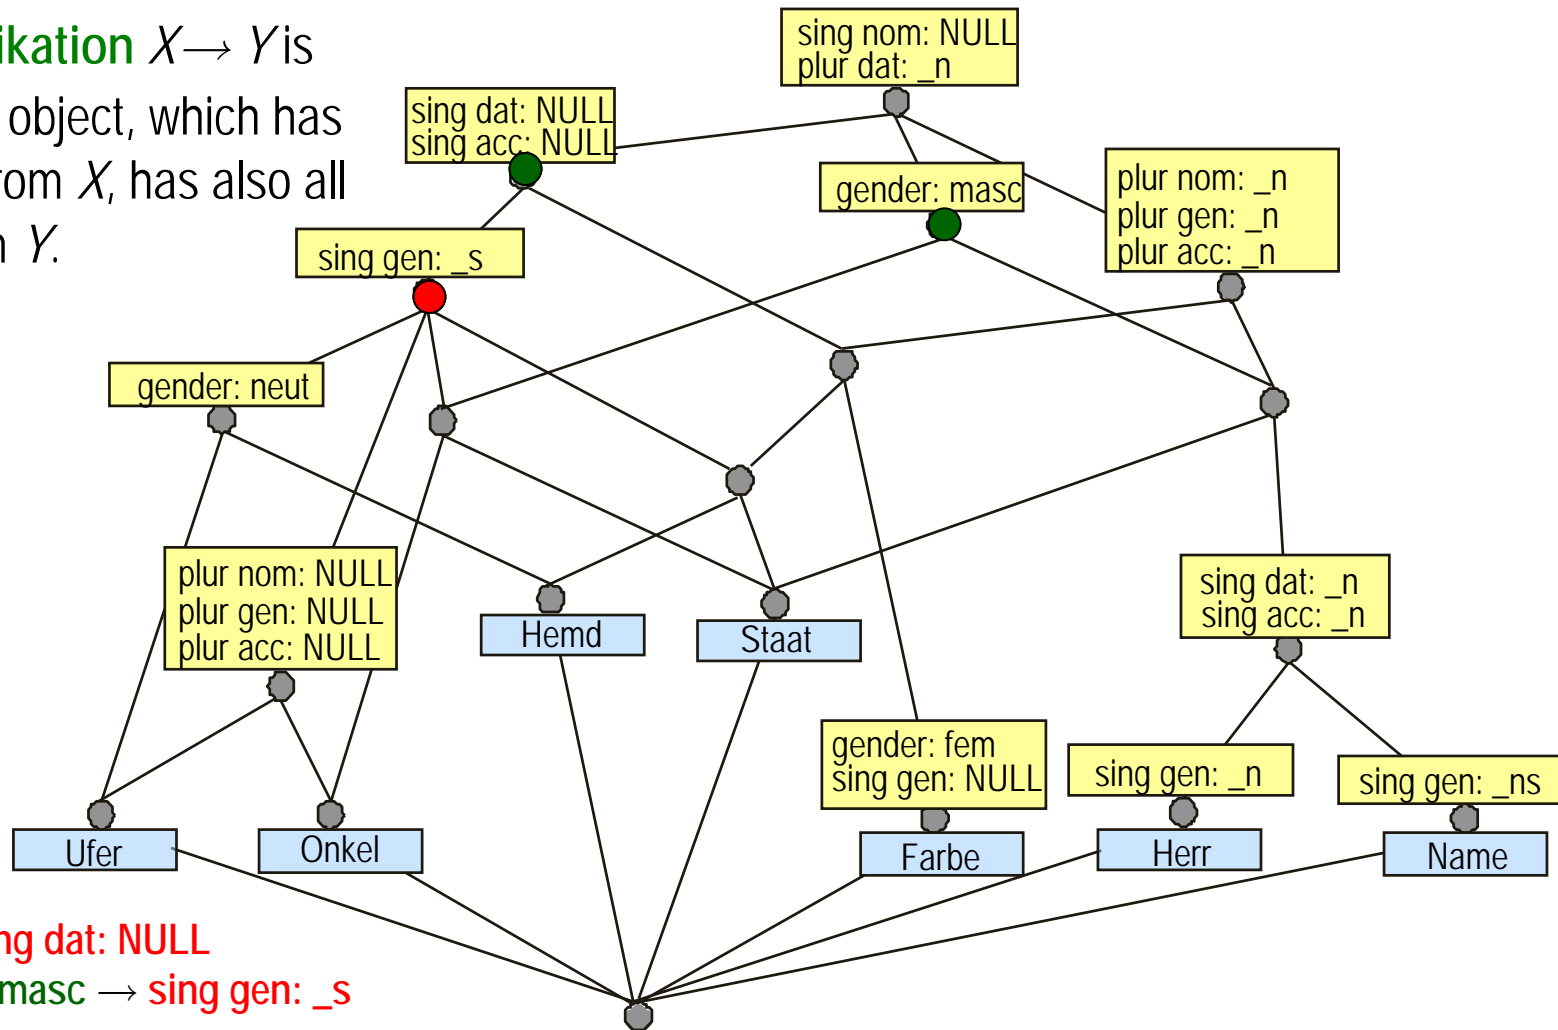 ikation X → Y is
object, which has
rom X, has also all
Y.
sing nom: NULL
plur dat: _n
sing dat: NULL
sing acc: NULL
gender: masc
plur nom: _n
plur gen: _n
plur acc: _n
sing gen: _s
gender: neut
plur nom: NULL
plur gen: NULL
plur acc: NULL
Hemd
Staat
sing dat: _n
sing acc: _n
gender: fem
sing gen: NULL
sing gen: _n
sing gen: _ns
Ufer
Onkel
Farbe
Herr
Name
ng dat: NULL
masc → sing gen: _s